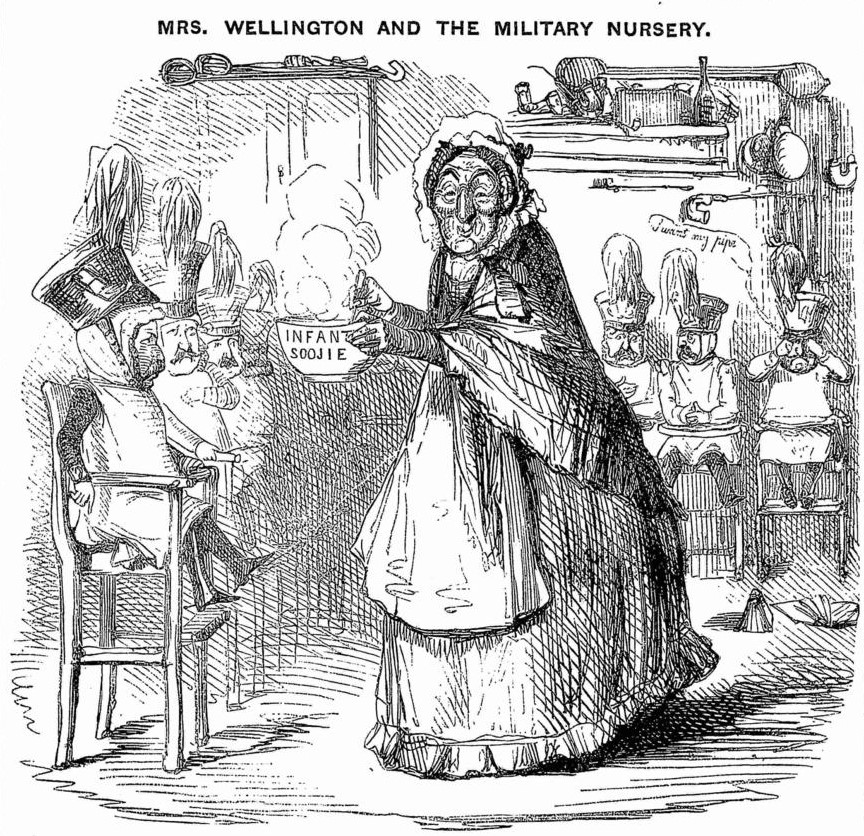 MRS. WELLINGTON AND THE MILITARY NURSERY.
I want my pipe
INFANT
SOOJIE